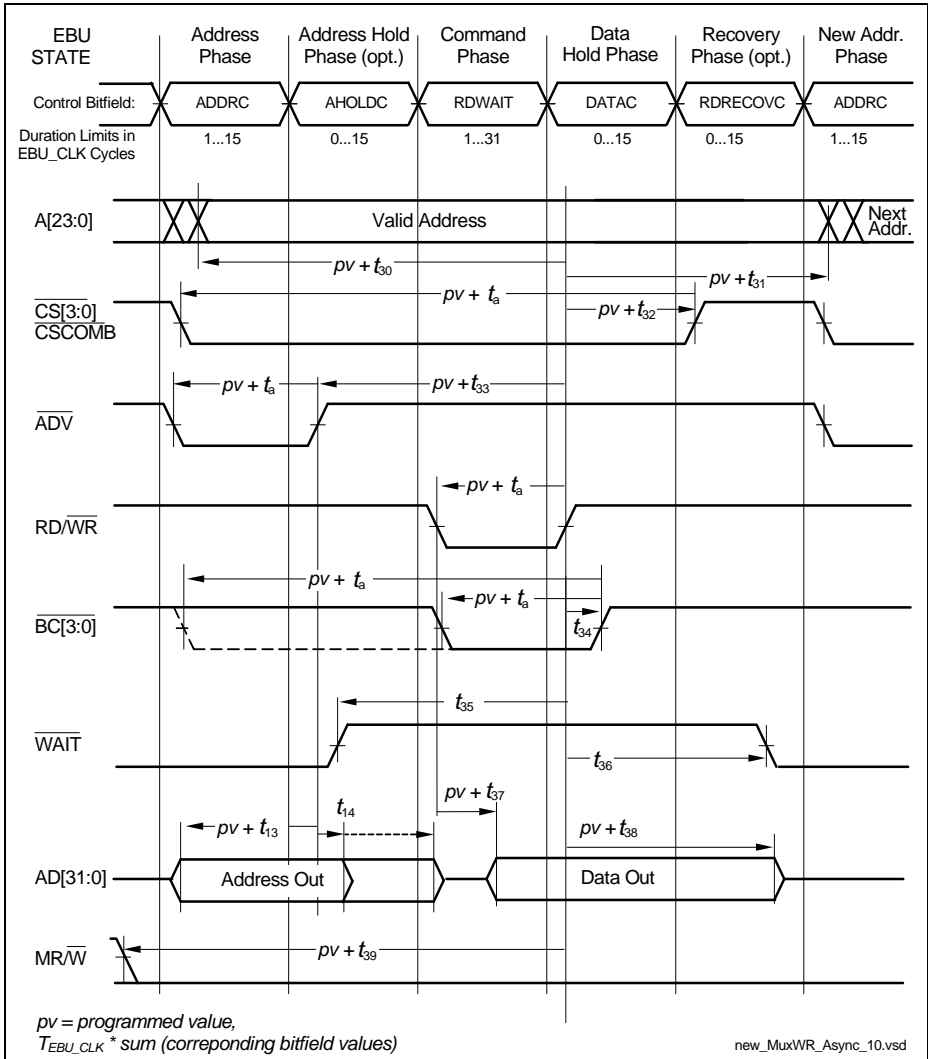 EBU STATE
Address Phase
Address Hold Phase (opt.)
Command Phase
Data Hold Phase
Recovery Phase (opt.)
New Addr. Phase
Control Bitfield: ADDRC AHOLDC RDWAIT DATAC RDRECOVC ADDRC
Duration Limits in EBU_CLK Cycles
1...15 0...15 1...31 0...15 0...15 1...15
A[23:0] Valid Address Next Addr.
pv + t30
pv + t31
pv + ta
CS[3:0]
CSCOMB
pv + t32
pv + ta
pv + t33
ADV
pv + ta
RD/WR
pv + ta
pv + ta
BC[3:0]
t34
t35
WAIT
t36
pv + t37
pv + t13
t14
pv + t38
AD[31:0] Address Out Data Out
MR/W pv + t39
pv = programmed value,
TEBU_CLK * sum (correponding bitfield values)
new_MuxWR_Async_10.vsd